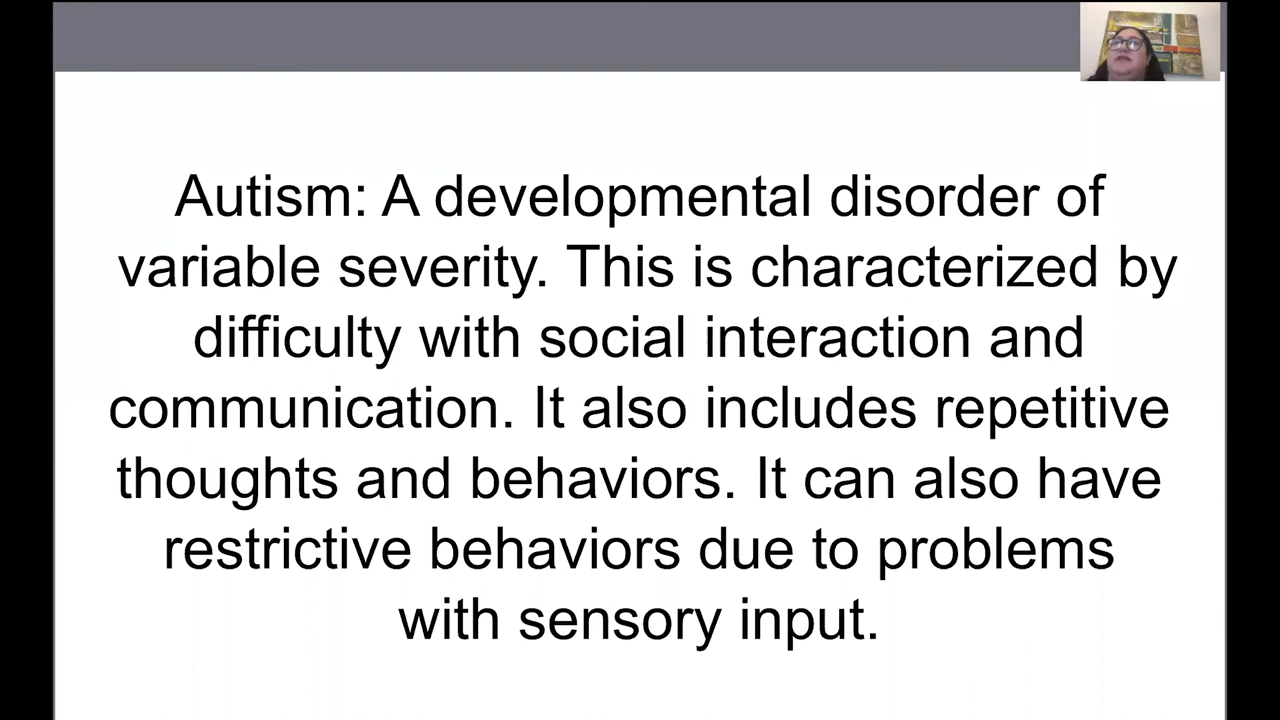 Autism: A developmental disorder of
variable severity. This is characterized by
difficulty with social interaction and
communication. It also includes repetitive
thoughts and behaviors. It can also have
restrictive behaviors due to problems
with sensory input.